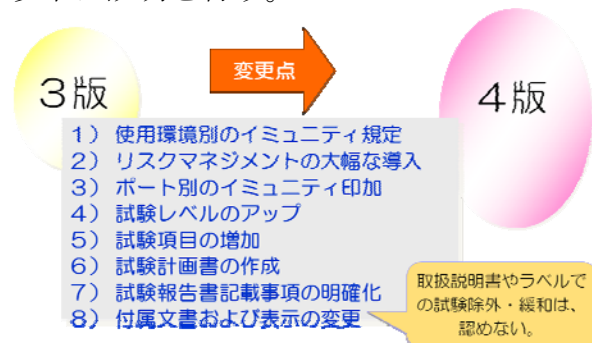 3版
変更点
4版
1） 使用環境別のイミュニティ規定
2） リスクマネジメントの大幅な導入
3） ポート別のイミュニティ印加
4） 試験レベルのアップ
5） 試験項目の増加
6） 試験計画書の作成
7） 試験報告書記載事項の明確化
8） 付属文書および表示の変更
取扱説明書やラベルで
の試験除外・緩和は、
認めない。